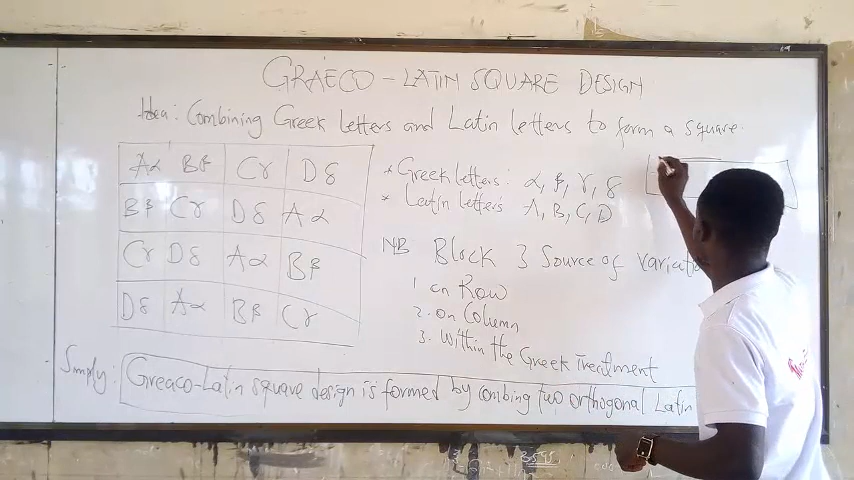 GRAECO - LATIN SQUARE DESIGN
Idea: Combining Greek letters and Latin letters to form a square.
Aα Bβ Cγ Dδ
Bβ Cγ Dδ Aα
Cγ Dδ Aα Bβ
Dδ Aα Bβ Cγ
* Greek letters: α, β, γ, δ
* Latin letters A, B, C, D
NB Block 3 Source of variat
1 on Row
2. on Column
3. Within the Greek Treatment
Simply: Greaco-Latin square design is formed by combing two orthogonal Latin